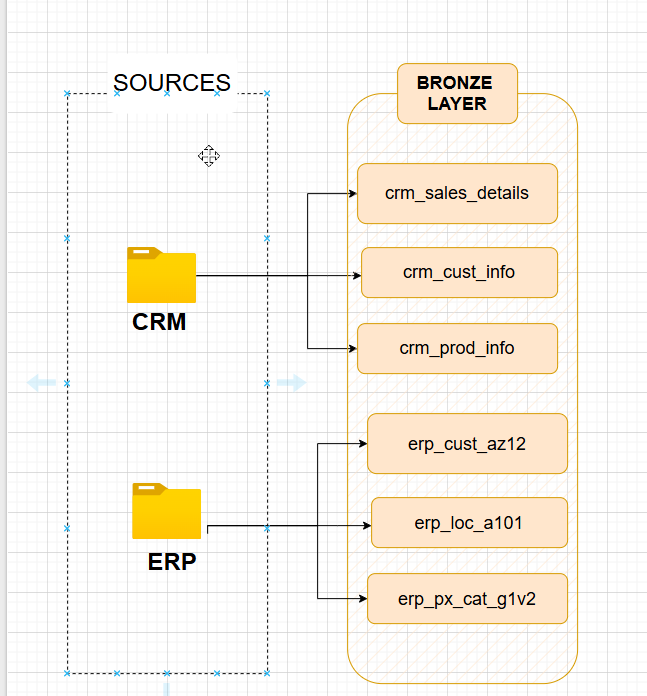 SOURCES
BRONZE
LAYER
crm_sales_details
crm_cust_info
CRM
crm_prod_info
erp_cust_az12
erp_loc_a101
ERP
erp_px_cat_g1v2